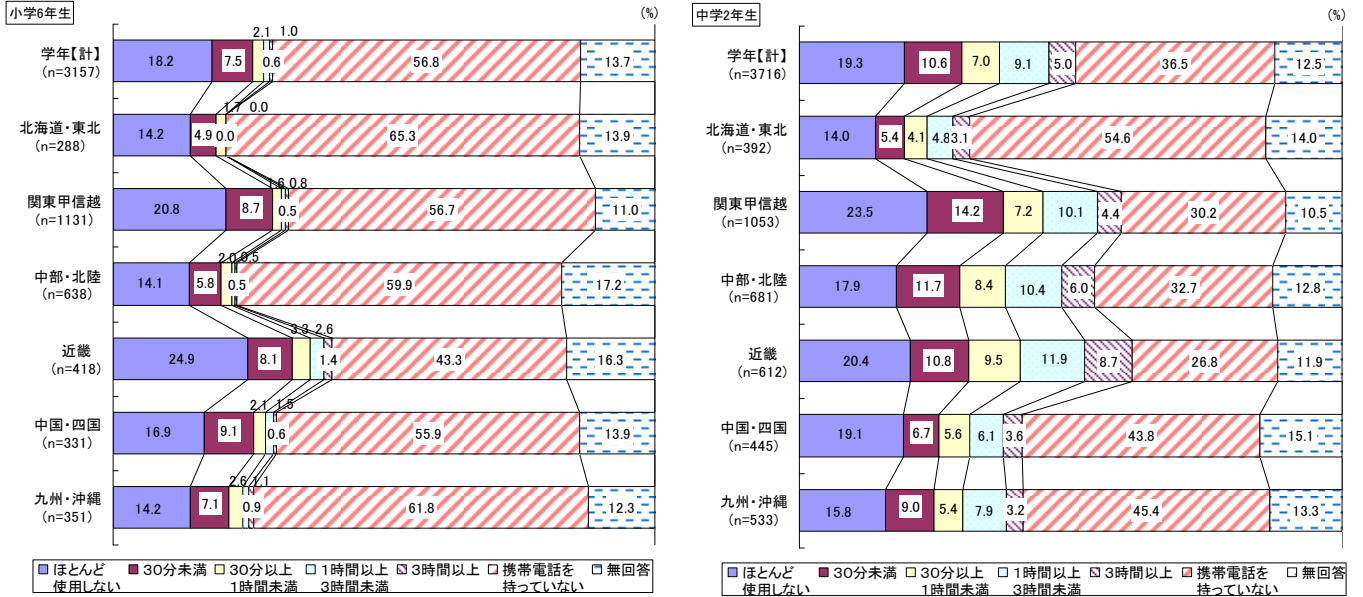 小学6年生
(%)
2.1 1.0
学年【計】 18.2 7.5 0.6 56.8 13.7
(n=3157)
1.7 0.0
北海道・東北 14.2 4.9 0.0 65.3 13.9
(n=288)
1.6 0.8
関東甲信越 20.8 8.7 0.5 56.7 11.0
(n=1131)
2.0 0.5
中部・北陸 14.1 5.8 0.5 59.9 17.2
(n=638)
3.3 2.6
近畿 24.9 8.1 1.4 43.3 16.3
(n=418)
2.1 1.5
中国・四国 16.9 9.1 0.6 55.9 13.9
(n=331)
2.6 1.1
九州・沖縄 14.2 7.1 0.9 61.8 12.3
(n=351)
ほとんど 30分未満 30分以上 1時間以上 3時間以上 携帯電話を 無回答
使用しない 1時間未満 3時間未満 持っていない
中学2年生
(%)
学年【計】 19.3 10.6 7.0 9.1 5.0 36.5 12.5
(n=3716)
北海道・東北 14.0 5.4 4.1 4.8 3.1 54.6 14.0
(n=392)
関東甲信越 23.5 14.2 7.2 10.1 4.4 30.2 10.5
(n=1053)
中部・北陸 17.9 11.7 8.4 10.4 6.0 32.7 12.8
(n=681)
近畿 20.4 10.8 9.5 11.9 8.7 26.8 11.9
(n=612)
中国・四国 19.1 6.7 5.6 6.1 3.6 43.8 15.1
(n=445)
九州・沖縄 15.8 9.0 5.4 7.9 3.2 45.4 13.3
(n=533)
ほとんど 30分未満 30分以上 1時間以上 3時間以上 携帯電話を 無回答
使用しない 1時間未満 3時間未満 持っていない